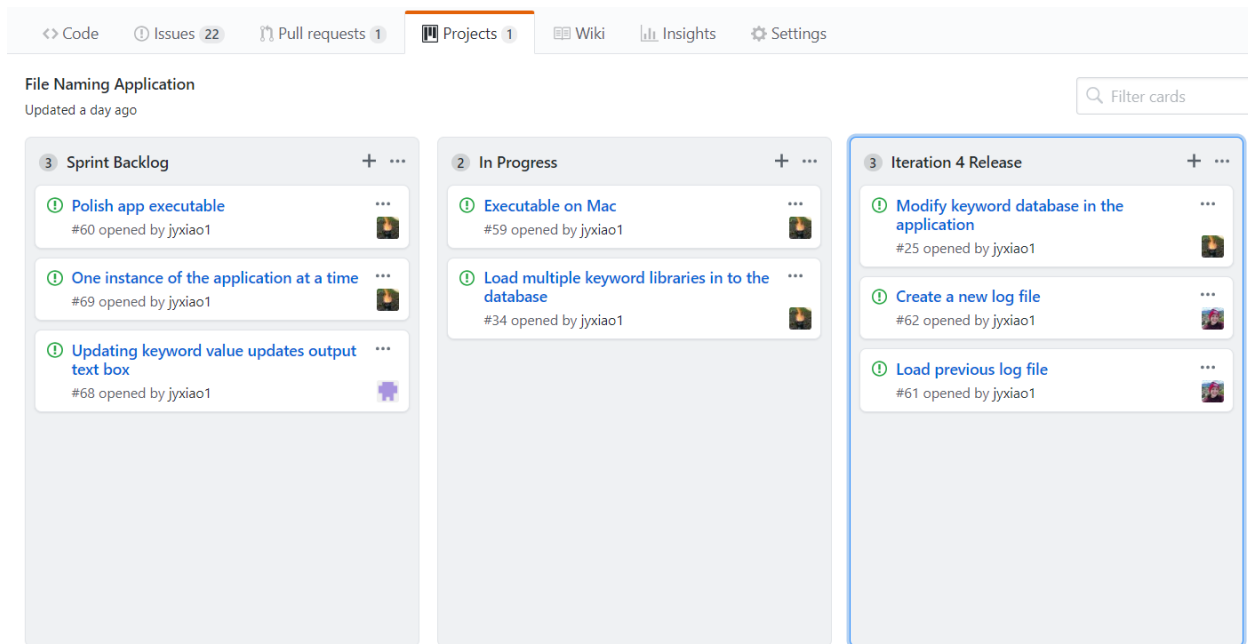 Code Issues 22 Pull requests 1 Projects 1 Wiki Insights Settings
File Naming Application
Updated a day ago
Filter cards
3 Sprint Backlog
Polish app executable
#60 opened by jyxiao1
One instance of the application at a time
#69 opened by jyxiao1
Updating keyword value updates output
text box
#68 opened by jyxiao1
2 In Progress
Executable on Mac
#59 opened by jyxiao1
Load multiple keyword libraries in to the
database
#34 opened by jyxiao1
3 Iteration 4 Release
Modify keyword database in the
application
#25 opened by jyxiao1
Create a new log file
#62 opened by jyxiao1
Load previous log file
#61 opened by jyxiao1